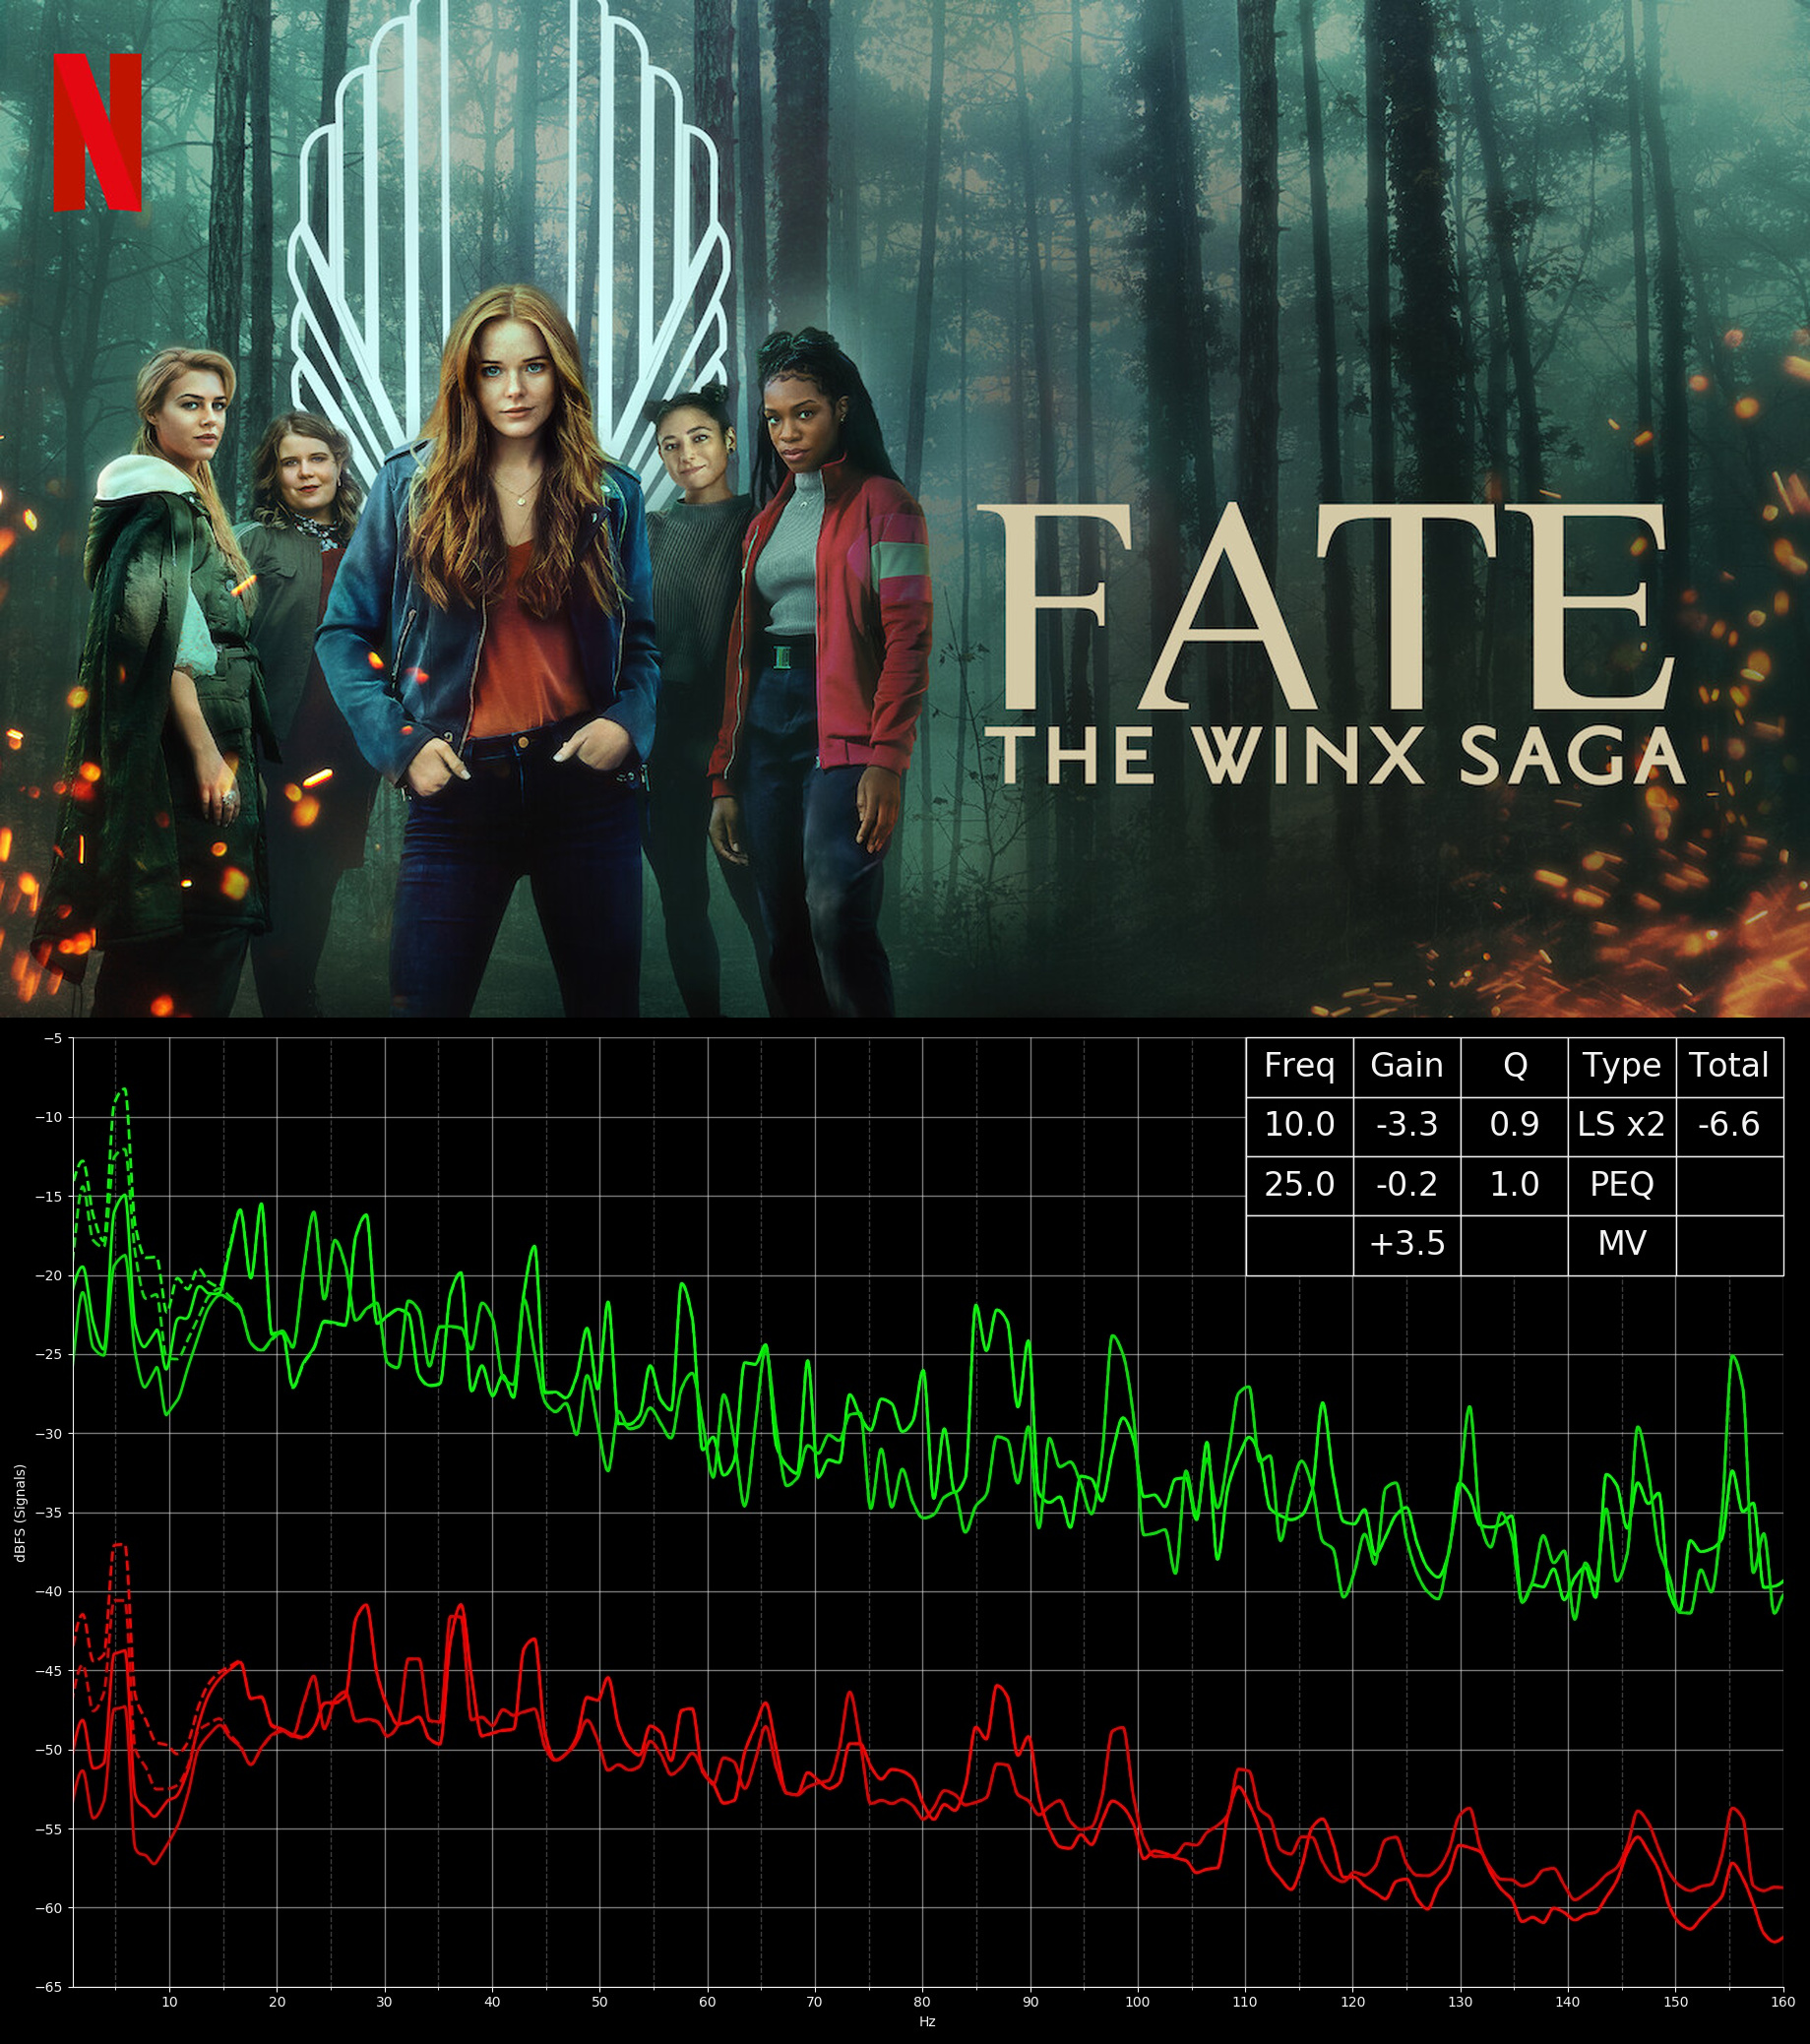 N
FATE
THE WINX SAGA
Freq Gain Q Type Total
10.0 -3.3 0.9 LS x2 -6.6
25.0 -0.2 1.0 PEQ
+3.5 MV
−5
−10
−15
−20
−25
−30
−35
−40
−45
−50
−55
−60
−65
dBFS (Signals)
10 20 30 40 50 60 70 80 90 100 110 120 130 140 150 160
Hz